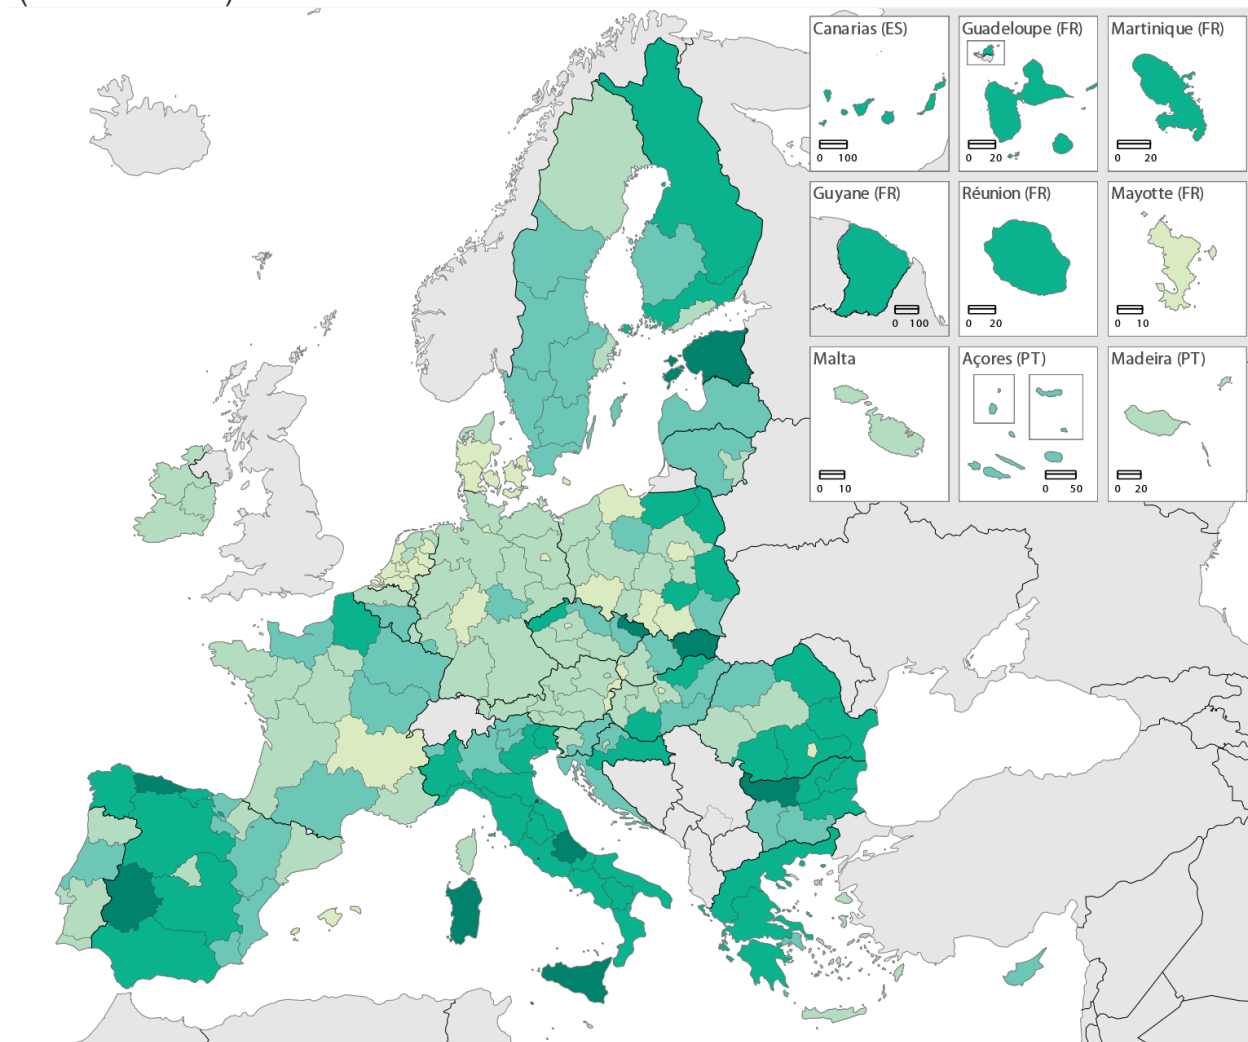 Canarias (ES)
0 100
Guadeloupe (FR)
0 20
Martinique (FR)
0 20
Guyane (FR)
0 100
Réunion (FR)
0 20
Mayotte (FR)
0 10
Malta
0 10
Açores (PT)
0 50
Madeira (PT)
0 20